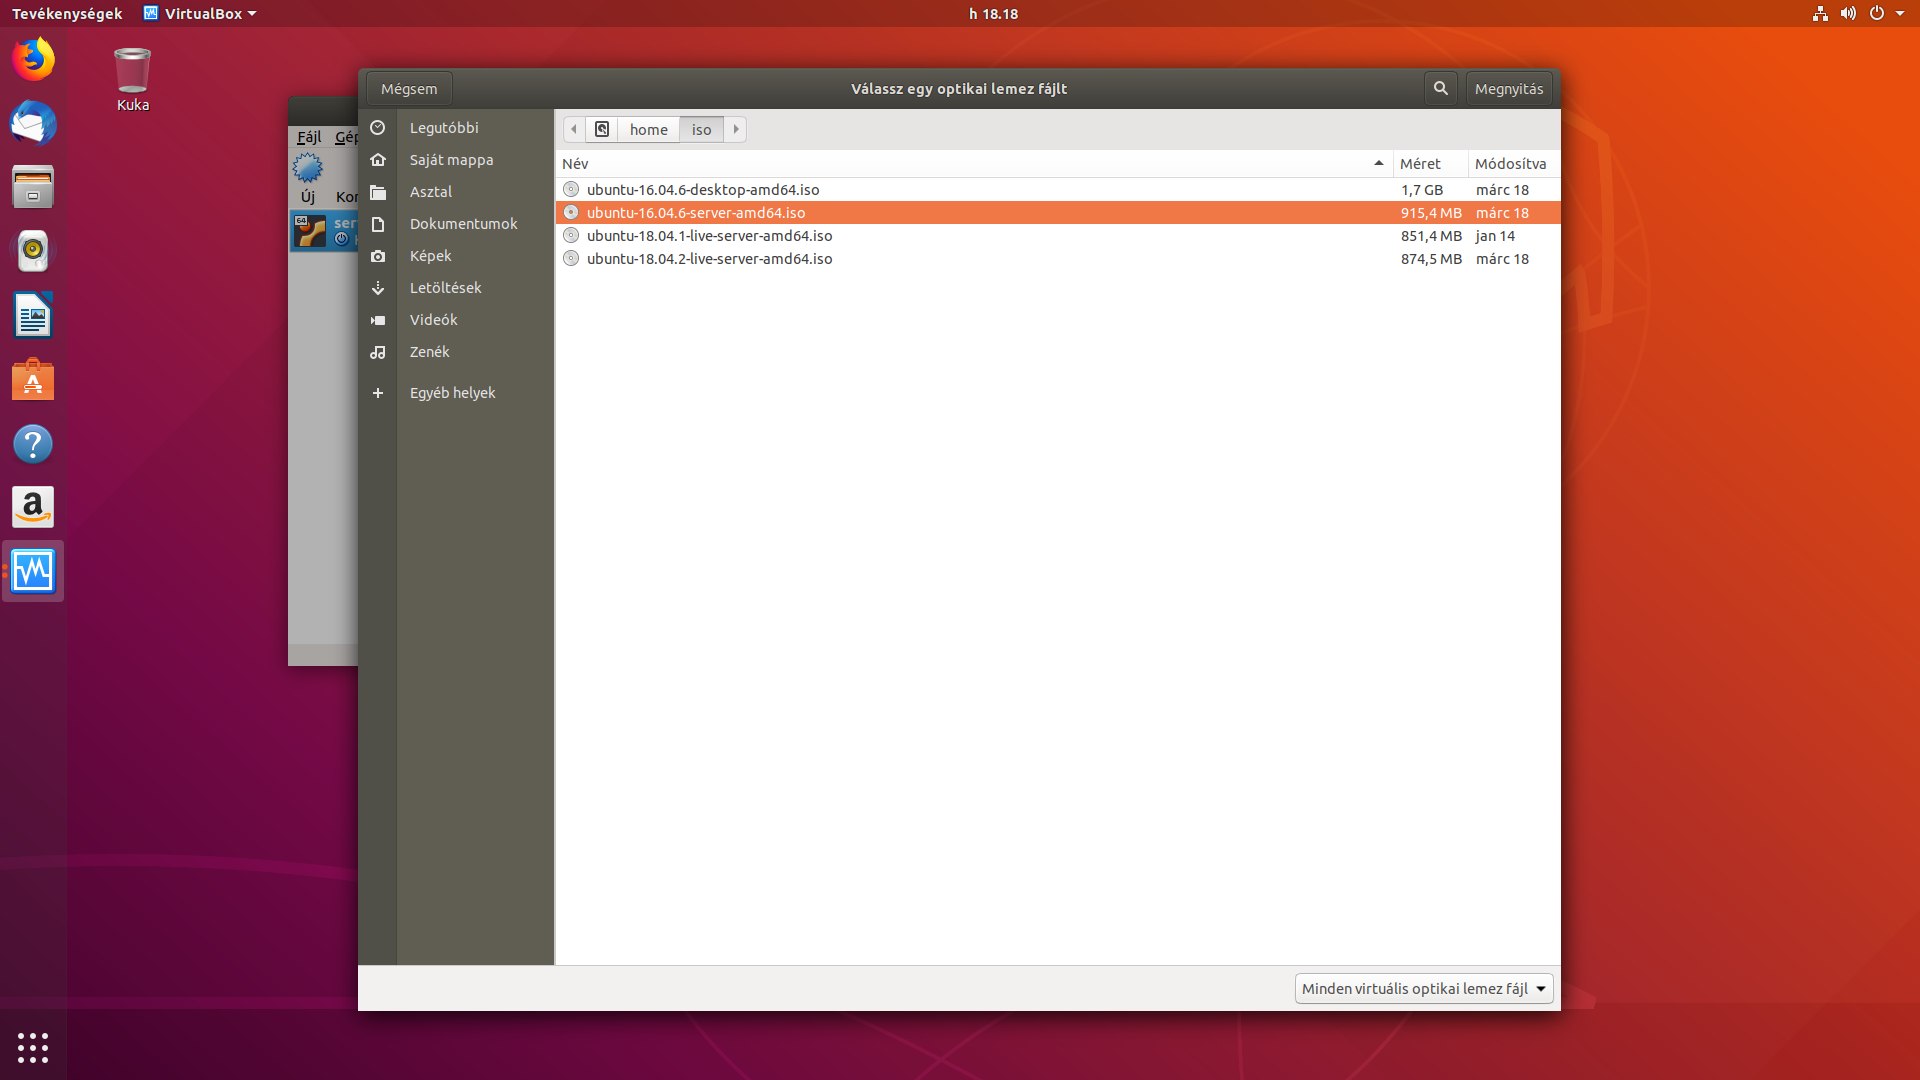 Tevékenységek VirtualBox h 18.18
Kuka
Mégsem Válassz egy optikai lemez fájlt Megnyitás
Fájl
Új
64
Legutóbbi
Saját mappa
Asztal
Dokumentumok
Képek
Letöltések
Videók
Zenék
Egyéb helyek
home iso
Név Méret Módosítva
ubuntu-16.04.6-desktop-amd64.iso 1,7 GB márc 18
ubuntu-16.04.6-server-amd64.iso 915,4 MB márc 18
ubuntu-18.04.1-live-server-amd64.iso 851,4 MB jan 14
ubuntu-18.04.2-live-server-amd64.iso 874,5 MB márc 18
Minden virtuális optikai lemez fájl